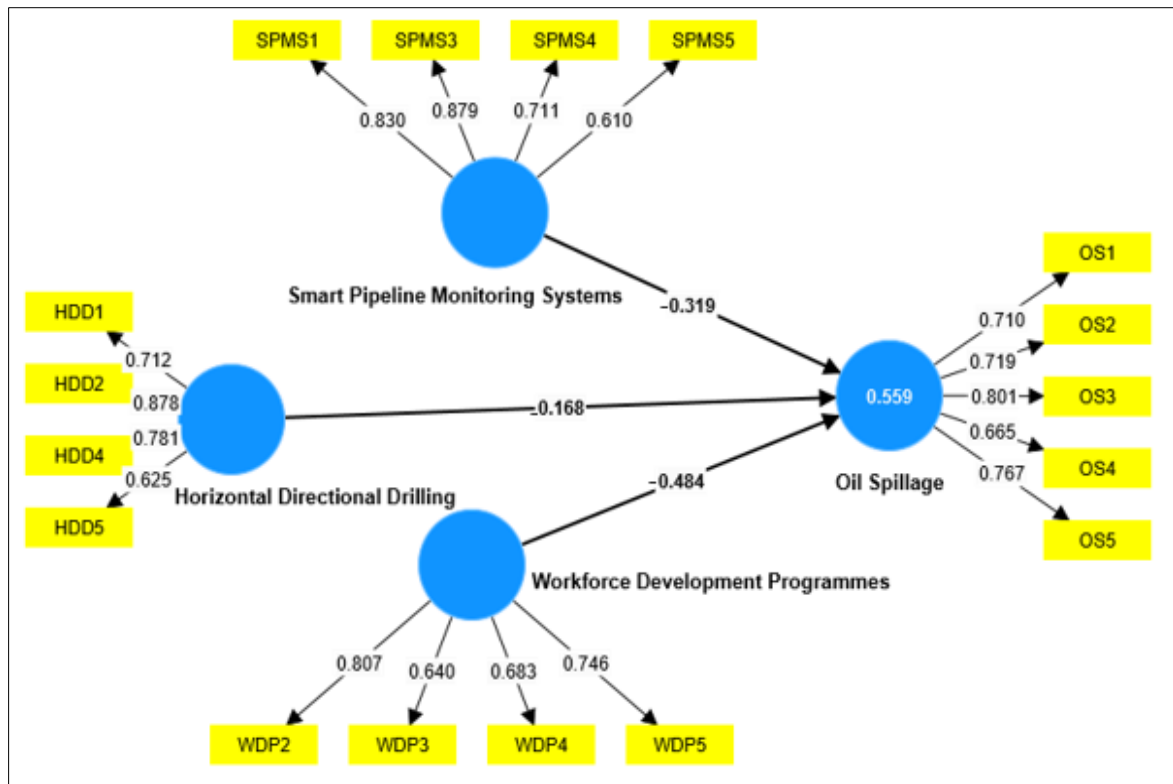 SPMS1
SPMS3
SPMS4
SPMS5
0.830
0.879
0.711
0.610
Smart Pipeline Monitoring Systems
-0.319
HDD1
HDD2
HDD4
HDD5
0.712
0.878
0.781
0.625
Horizontal Directional Drilling
-0.168
0.559
Oil Spillage
OS1
OS2
OS3
OS4
OS5
0.710
0.719
0.801
0.665
0.767
-0.484
Workforce Development Programmes
0.807
0.640
0.683
0.746
WDP2
WDP3
WDP4
WDP5